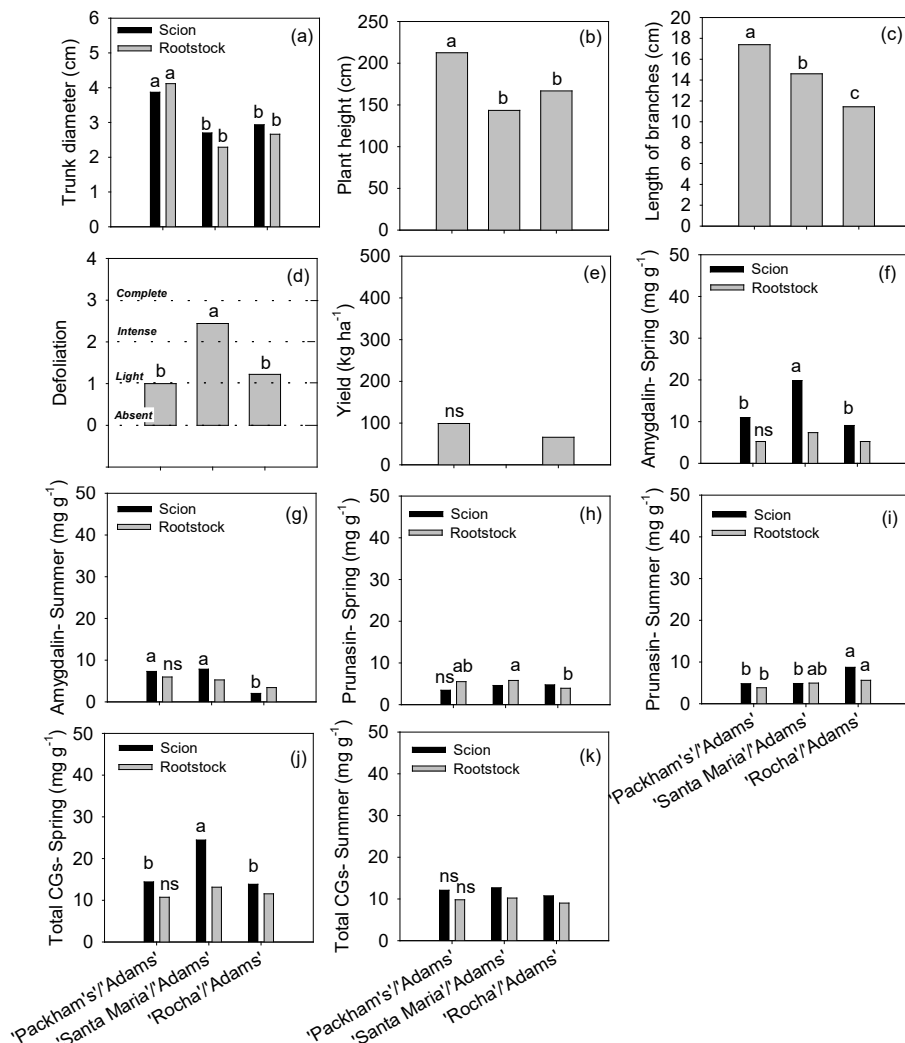 (a)
Scion
Rootstock
Trunk diameter (cm)
6
5
4
3
2
1
0
a a
b b
b b
(b)
Plant height (cm)
250
200
150
100
50
0
a
b
b
(c)
Length of branches (cm)
20
18
16
14
12
10
8
6
4
2
0
a
b
c
(d)
Defoliation
4
3
2
1
0
Complete
Intense
Light
Absent
b
a
b
(e)
Yield (kg ha-1)
500
400
300
200
100
0
ns
(f)
Scion
Rootstock
Amygdalin- Spring (mg g-1)
50
40
30
20
10
0
b ns
a
b
(g)
Scion
Rootstock
Amygdalin- Summer (mg g-1)
50
40
30
20
10
0
a ns
a
b
(h)
Scion
Rootstock
Prunasin- Spring (mg g-1)
50
40
30
20
10
0
ns ab
a
b
(i)
Scion
Rootstock
Prunasin- Summer (mg g-1)
50
40
30
20
10
0
b b
b ab
a a
'Packham's'/'Adams'
'Santa Maria'/'Adams'
'Rocha'/'Adams'
(j)
Scion
Rootstock
Total CGs- Spring (mg g-1)
50
40
30
20
10
0
b ns
a
b
'Packham's'/'Adams'
'Santa Maria'/'Adams'
'Rocha'/'Adams'
(k)
Scion
Rootstock
Total CGs- Summer (mg g-1)
50
40
30
20
10
0
ns ns
'Packham's'/'Adams'
'Santa Maria'/'Adams'
'Rocha'/'Adams'